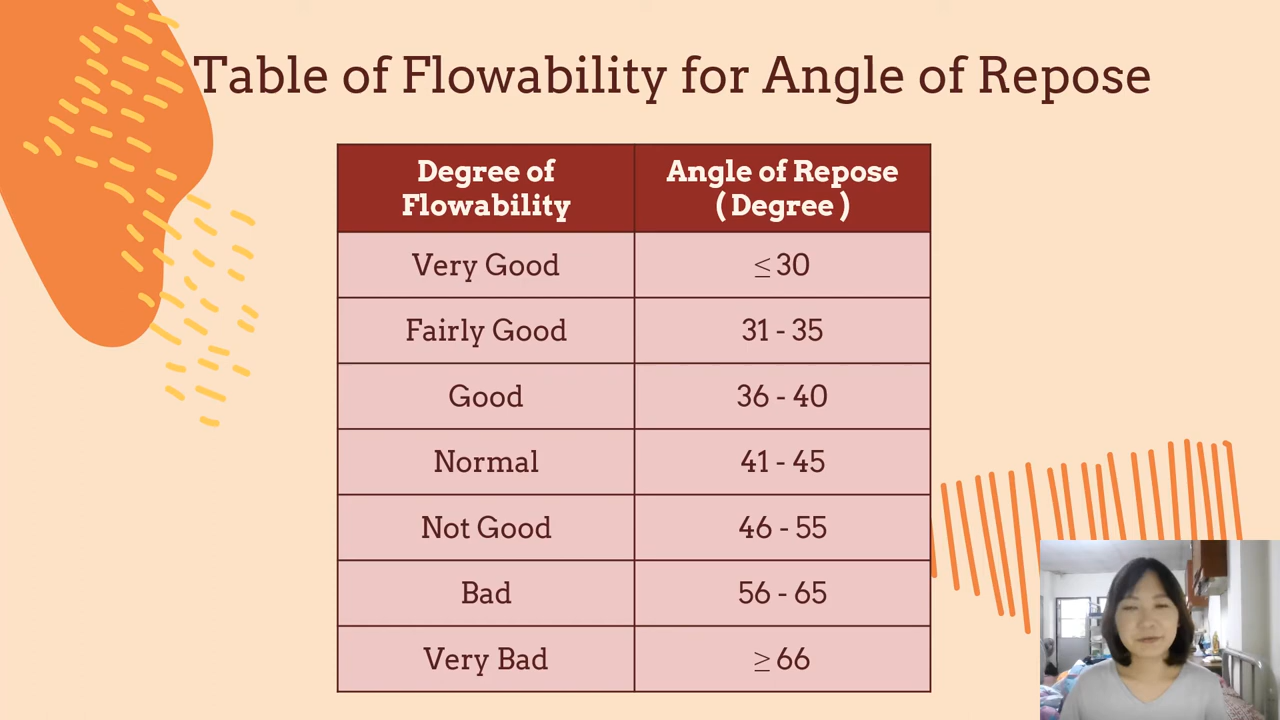 Table of Flowability for Angle of Repose
Degree of Flowability
Angle of Repose ( Degree )
Very Good
≤ 30
Fairly Good
31 - 35
Good
36 - 40
Normal
41 - 45
Not Good
46 - 55
Bad
56 - 65
Very Bad
≥ 66